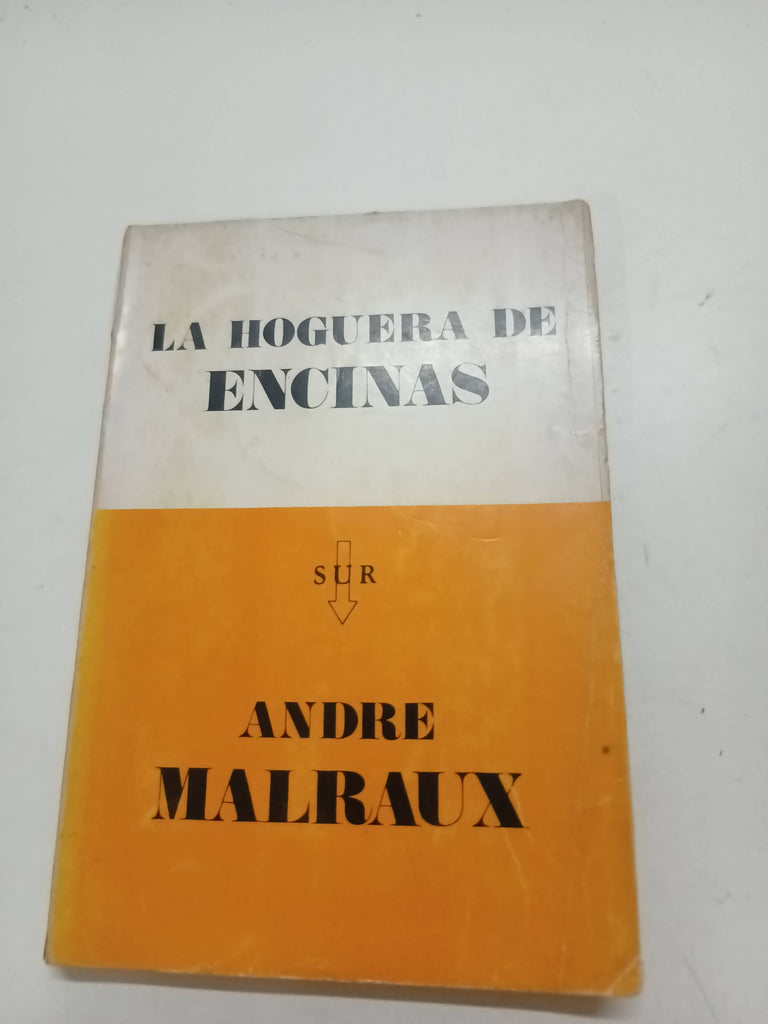 LA HOGUERA DE
ENCINAS
SUR
ANDRE
MALRAUX